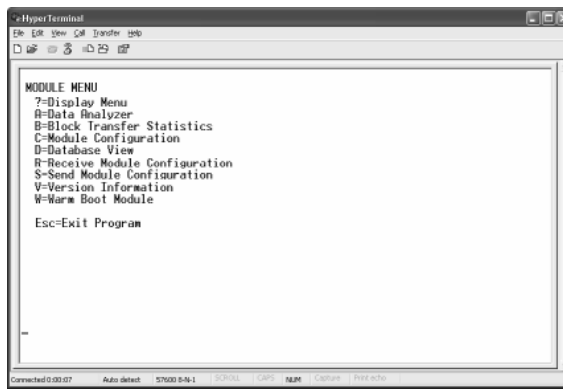 HyperTerminal
File Edit View Call Transfer Help
MODULE MENU
?=Display Menu
A=Data Analyzer
B=Block Transfer Statistics
C=Module Configuration
D=Database View
R=Receive Module Configuration
S=Send Module Configuration
V=Version Information
W=Warm Boot Module
Esc=Exit Program
Connected 0:00:07 Auto detect 57600 8-N-1 SCROLL CAPS NUM Capture Print echo